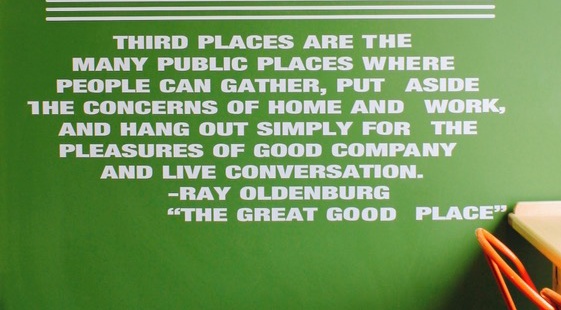 THIRD PLACES ARE THE
MANY PUBLIC PLACES WHERE
PEOPLE CAN GATHER, PUT ASIDE
THE CONCERNS OF HOME AND WORK,
AND HANG OUT SIMPLY FOR THE
PLEASURES OF GOOD COMPANY
AND LIVE CONVERSATION.
-RAY OLDENBURG
“THE GREAT GOOD PLACE”